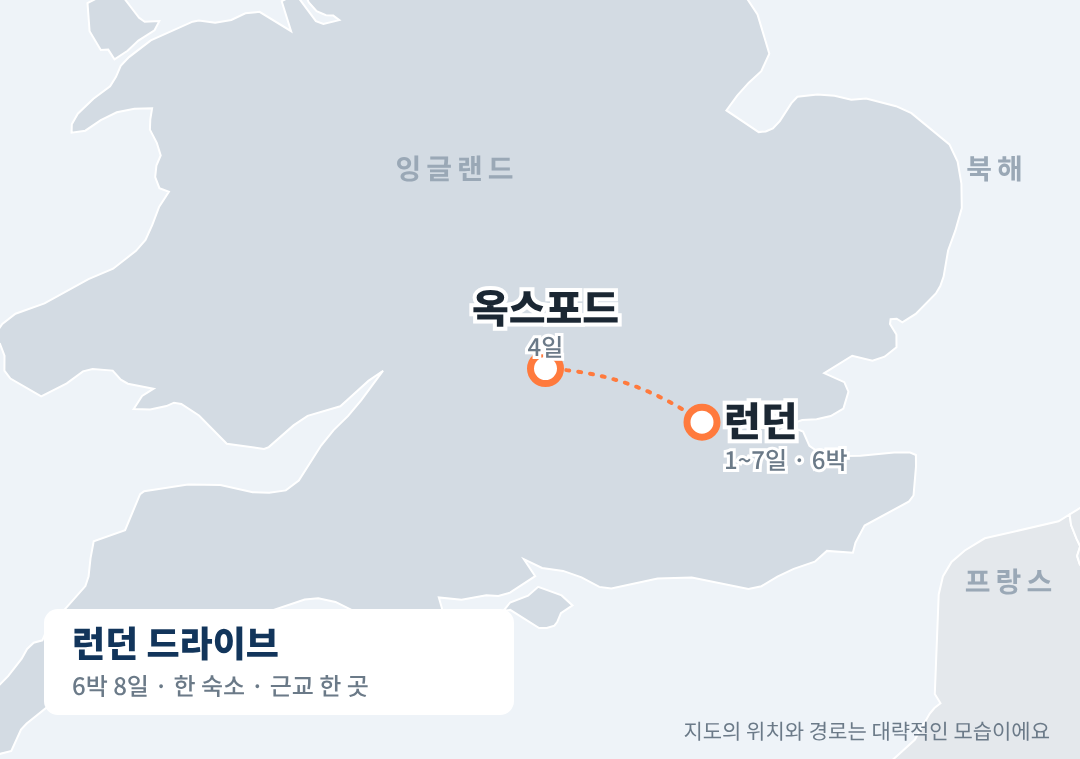 잉글랜드
북해
옥스포드
4일
런던
1~7일 · 6박
프랑스
런던 드라이브
6박 8일 · 한 숙소 · 근교 한 곳
지도의 위치와 경로는 대략적인 모습이에요